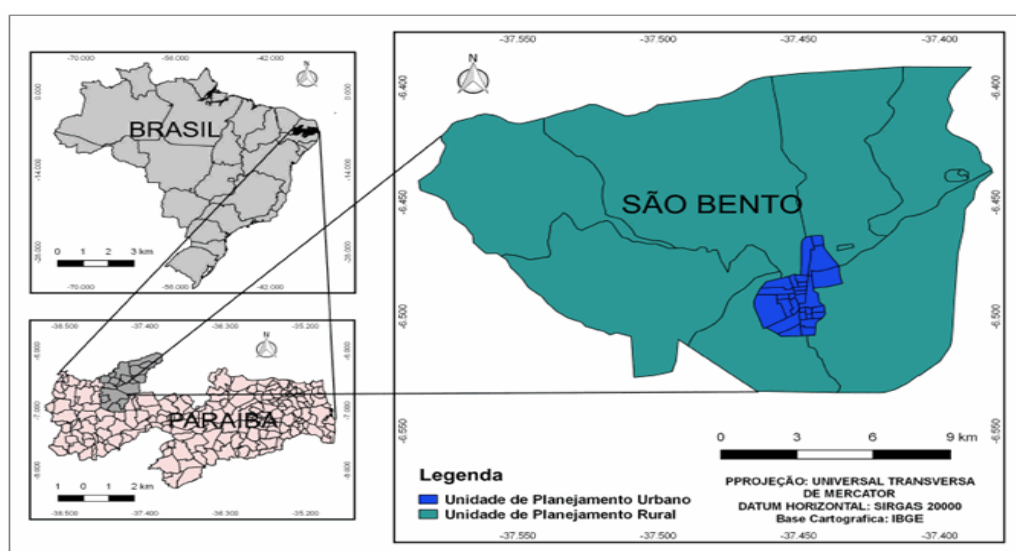 -70.000 -56.000 -42.000
N
0.000 0.000
BRASIL
-14.000 -14.000
0 1 2 3 km
-28.000 -28.000
-70.000 -56.000 -42.000
-38.500 -37.400 -36.300 -35.200
N
-6.000 -6.000
-7.000 -7.000
PARAÍBA
-8.000 -8.000
1 0 1 2 km
-38.500 -37.400 -36.300 -35.200
-37.550 -37.500 -37.450 -37.400
N
-6.400 -6.400
-6.450 -6.450
SÃO BENTO
-6.500 -6.500
-6.550 -6.550
0 3 6 9 km
Legenda
Unidade de Planejamento Urbano
Unidade de Planejamento Rural
PPROJEÇÃO: UNIVERSAL TRANSVERSA
DE MERCATOR
DATUM HORIZONTAL: SIRGAS 20000
Base Cartografica: IBGE
-37.550 -37.500 -37.450 -37.400